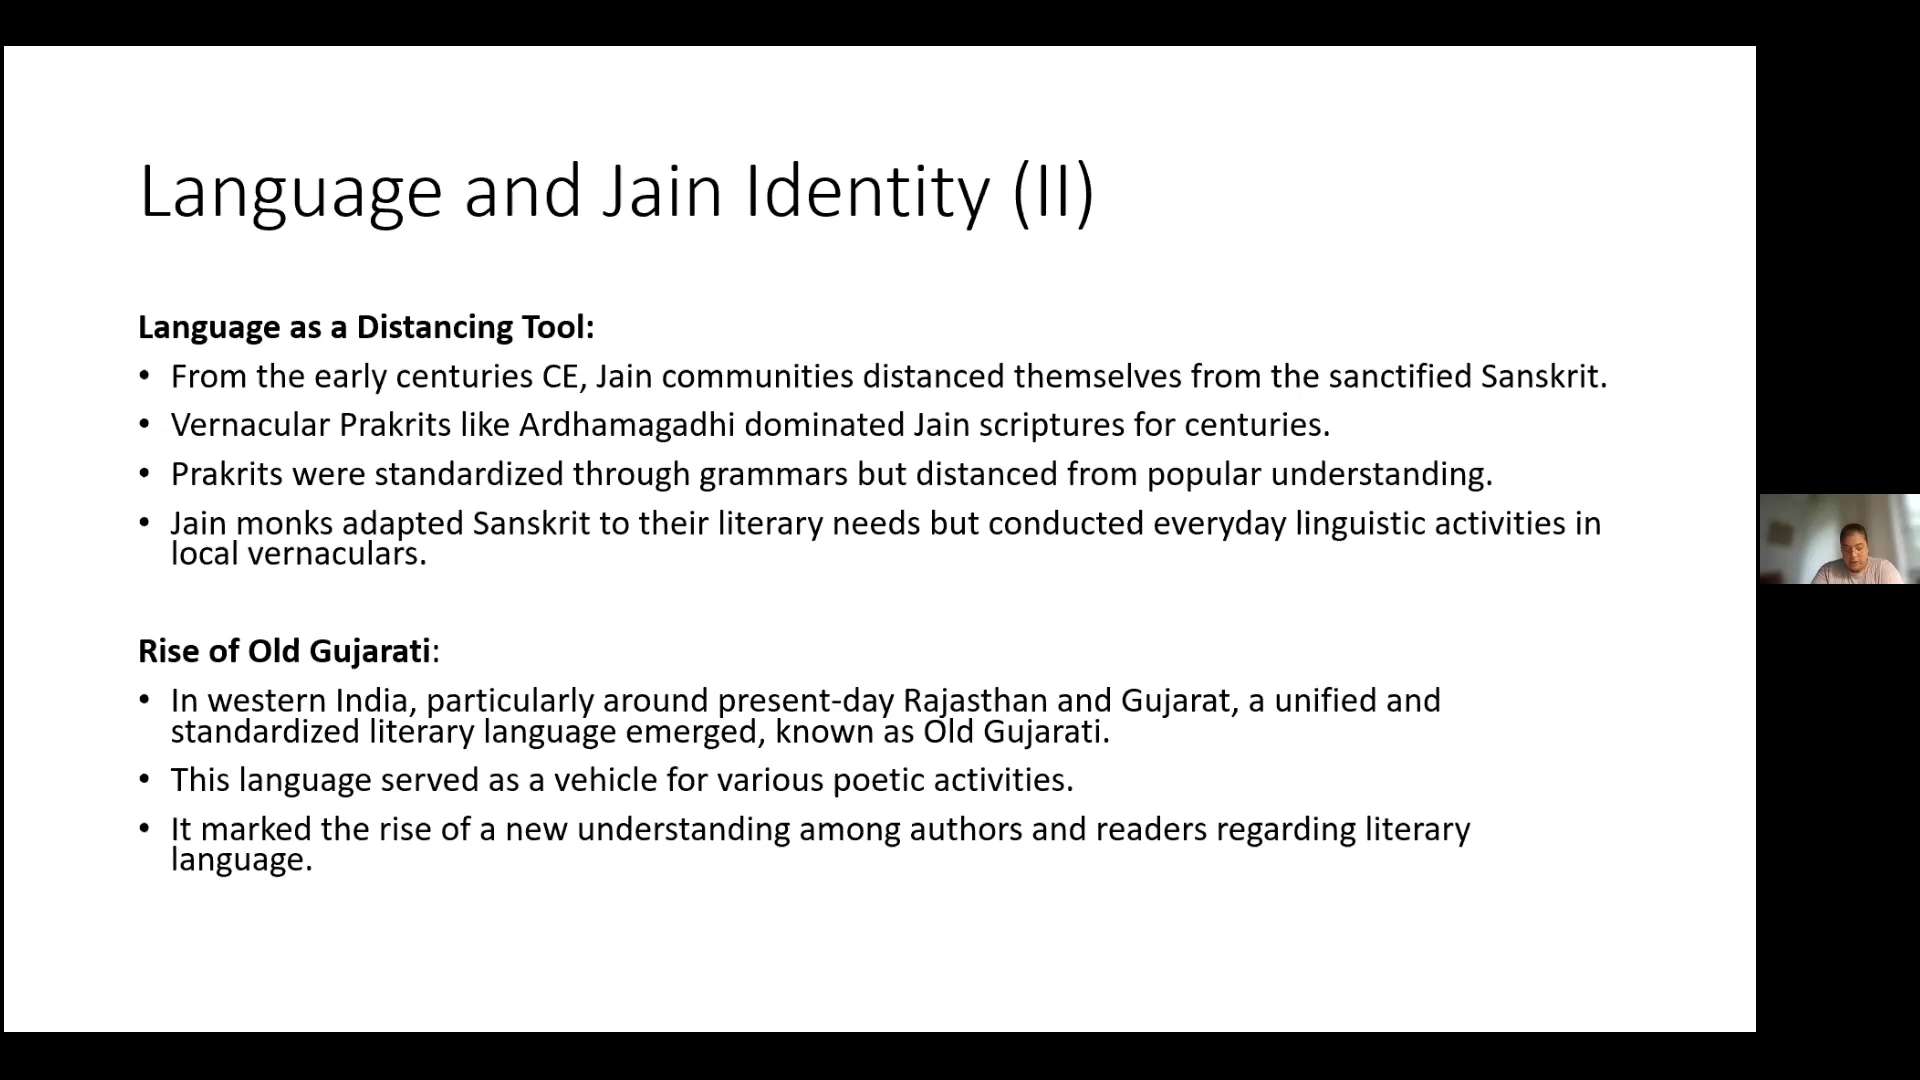 Language and Jain Identity (II)
Language as a Distancing Tool:
• From the early centuries CE, Jain communities distanced themselves from the sanctified Sanskrit.
• Vernacular Prakrits like Ardhamagadhi dominated Jain scriptures for centuries.
• Prakrits were standardized through grammars but distanced from popular understanding.
• Jain monks adapted Sanskrit to their literary needs but conducted everyday linguistic activities in
local vernaculars.
Rise of Old Gujarati:
• In western India, particularly around present-day Rajasthan and Gujarat, a unified and
standardized literary language emerged, known as Old Gujarati.
• This language served as a vehicle for various poetic activities.
• It marked the rise of a new understanding among authors and readers regarding literary
language.